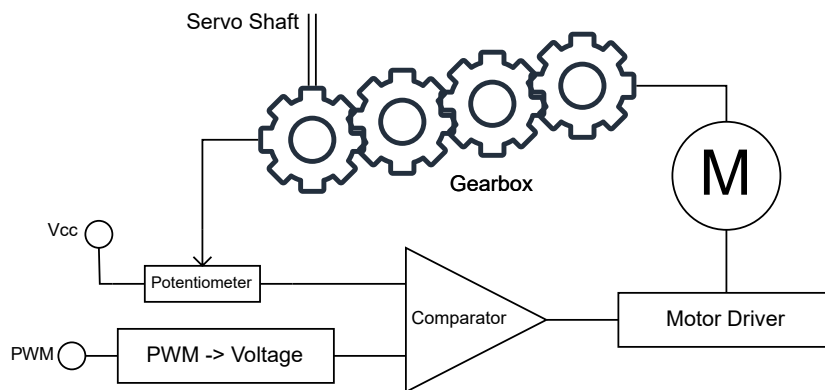 Servo Shaft
Gearbox
M
Vcc
Potentiometer
Comparator
Motor Driver
PWM
PWM -> Voltage